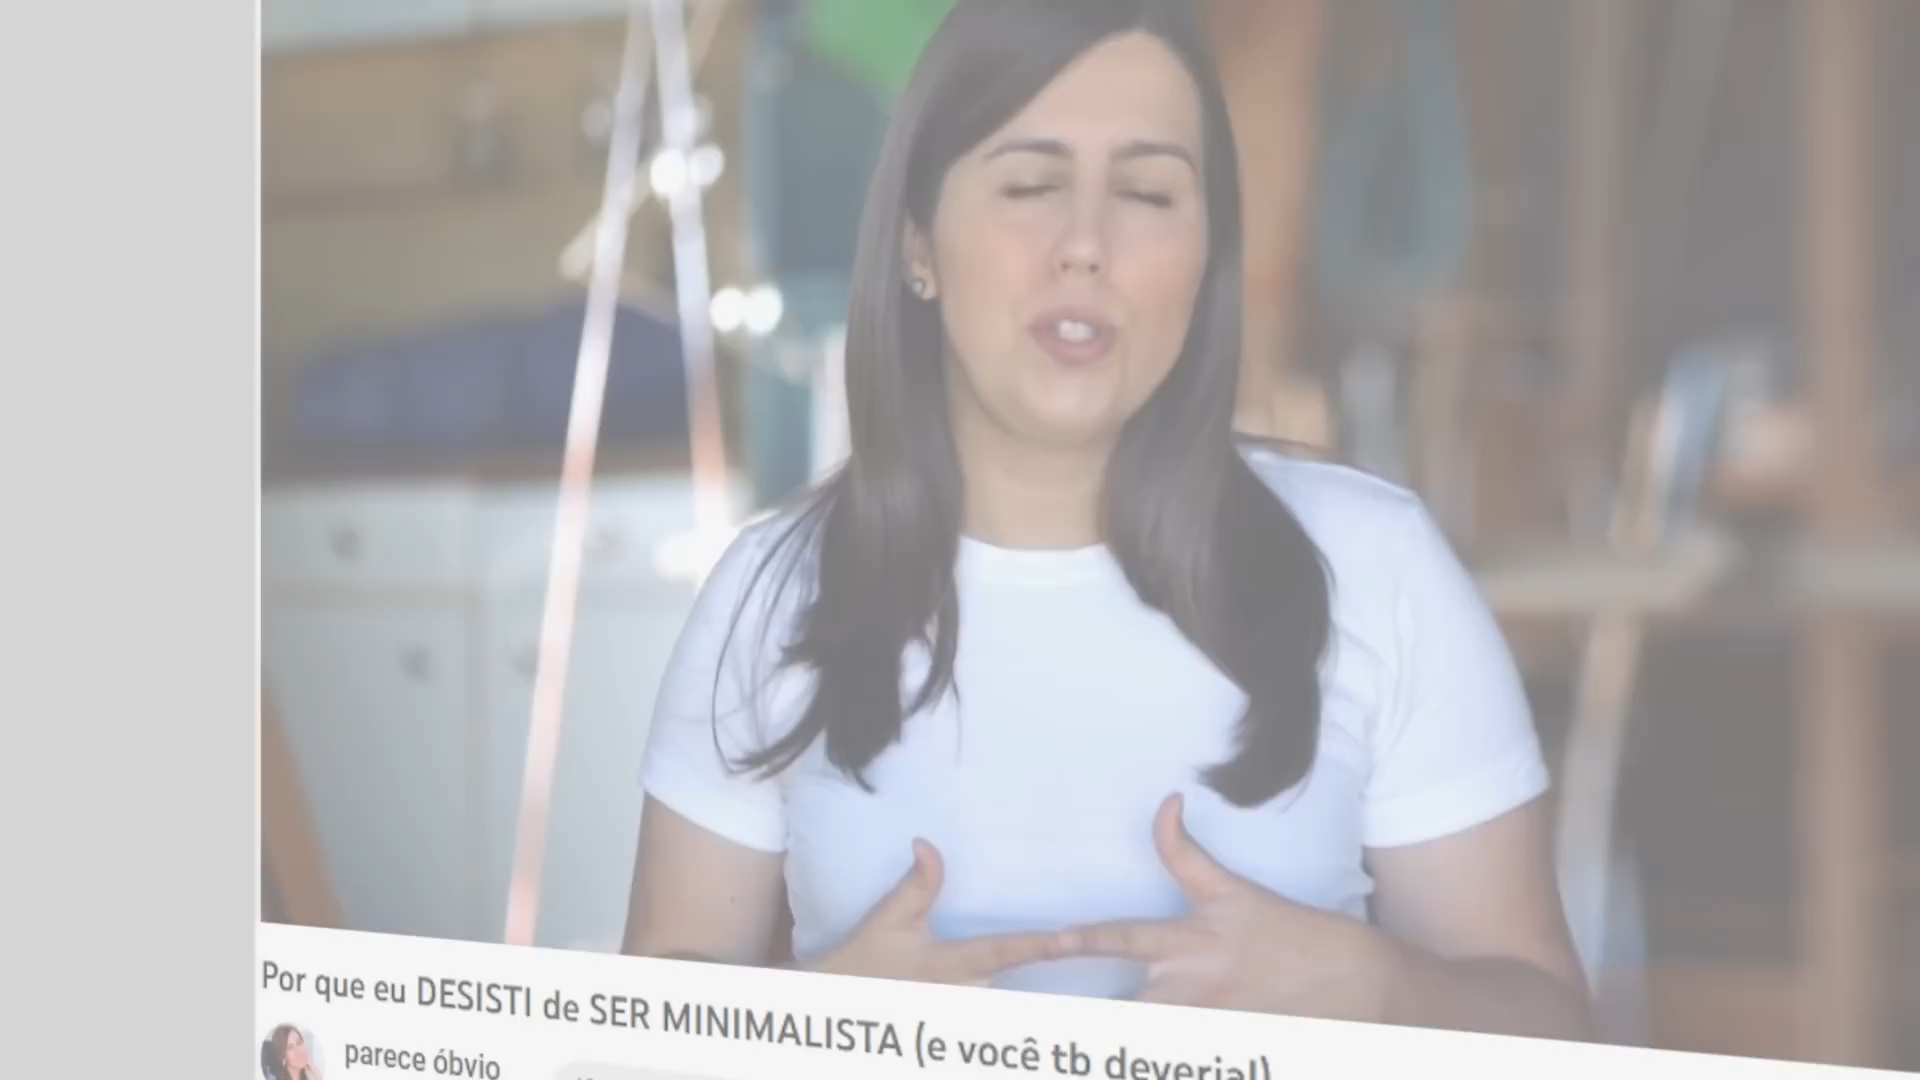 Por que eu DESISTI de SER MINIMALISTA (e você tb deveria!)
parece óbvio